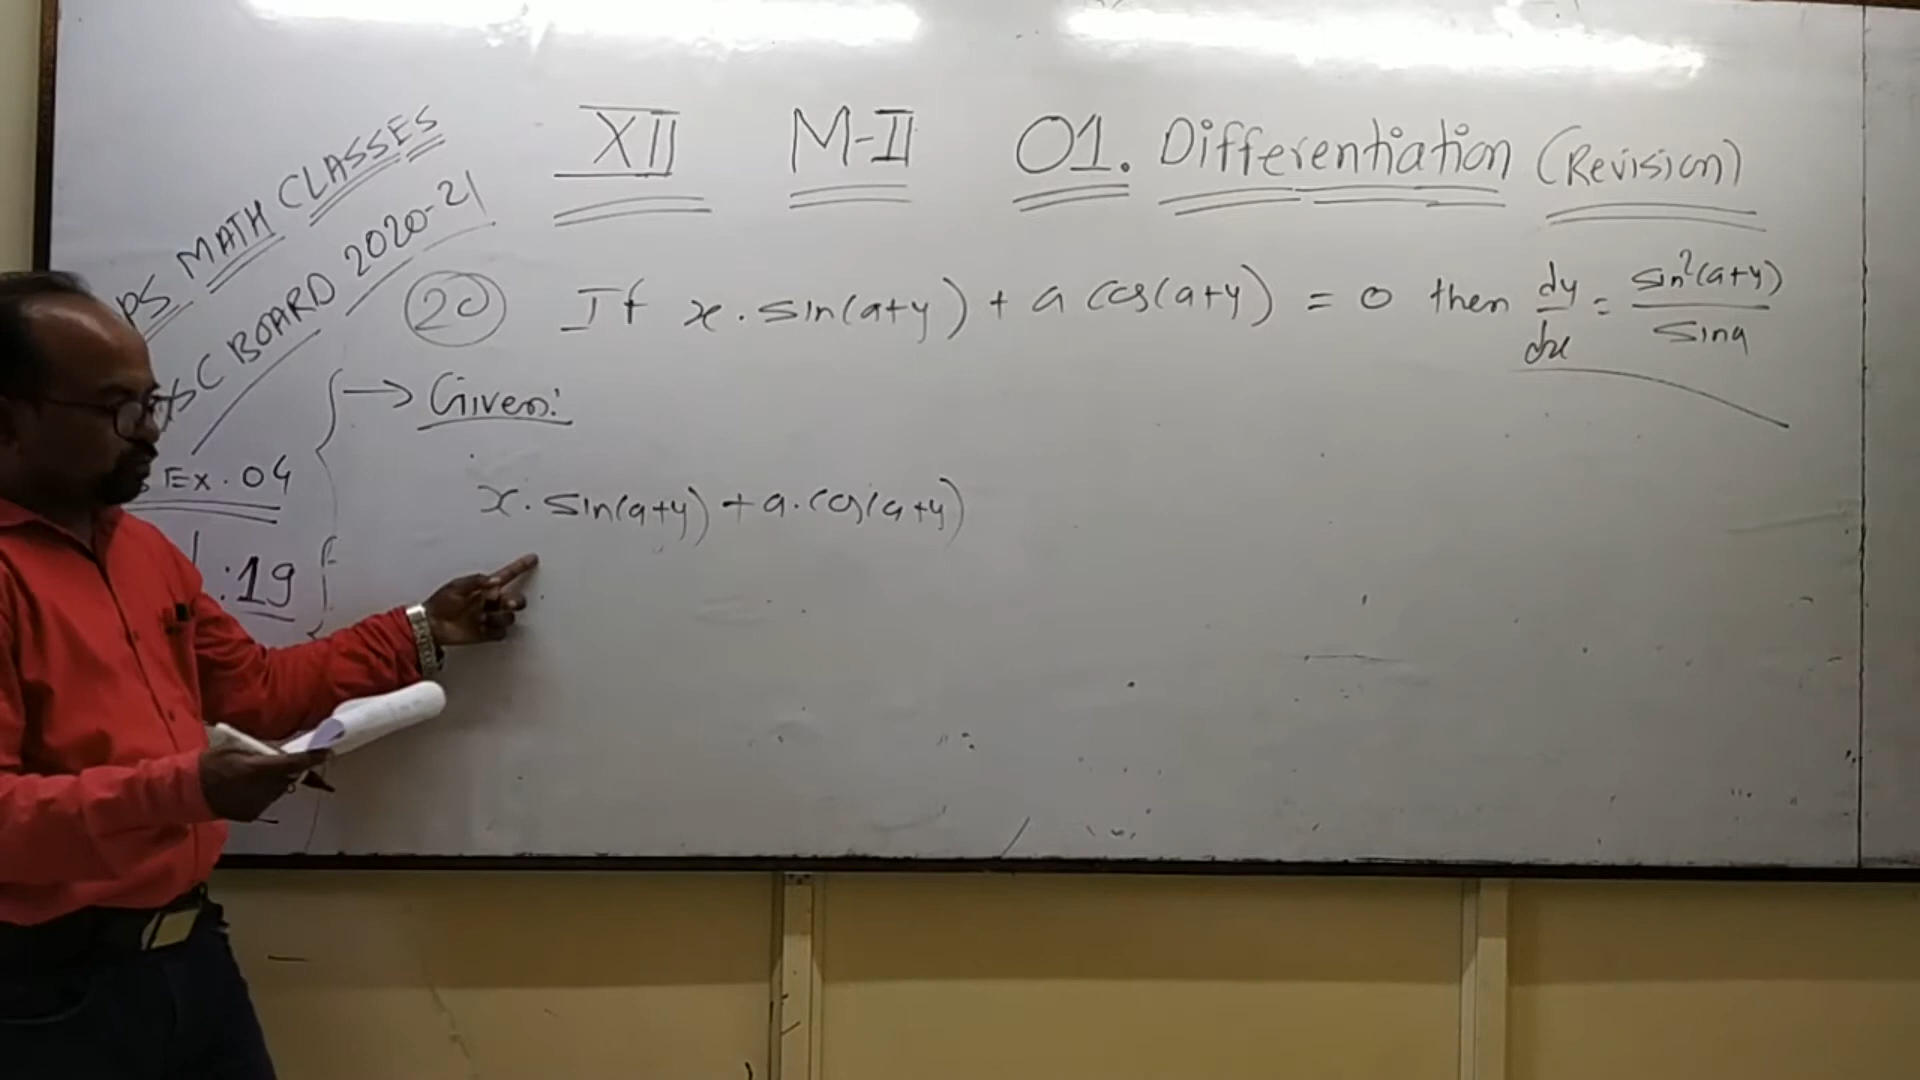 XII M-II 01. Differentiation (Revision)
PS MATH CLASSES
SC BOARD 2020-21
Ex. 04
:19
20 If x.sin(a+y) + a cos(a+y) = 0 then dy/dx = sin²(a+y)/sina
→ Given:
x.sin(a+y) + a.cos(a+y)